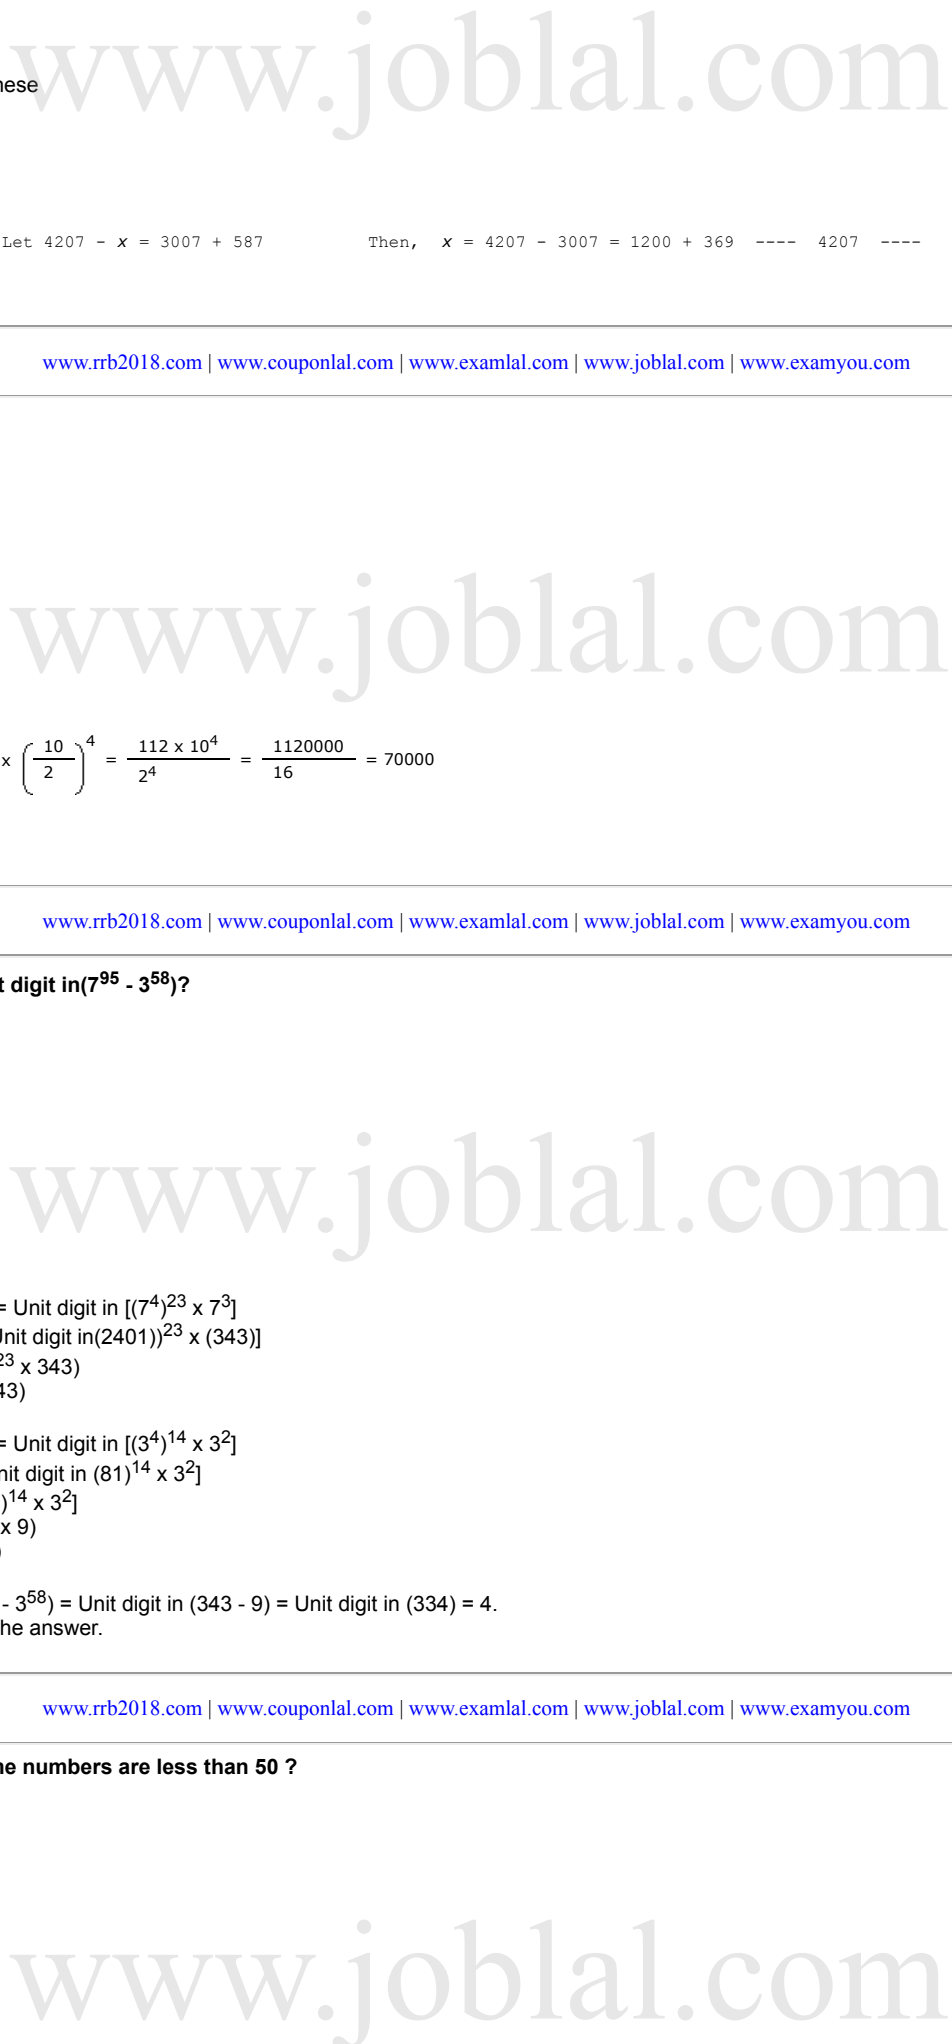 www.joblal.com
hese
Let 4207 - x = 3007 + 587 Then, x = 4207 - 3007 = 1200 + 369 ---- 4207 ----
www.rrb2018.com | www.couponlal.com | www.examlal.com | www.joblal.com | www.examyou.com
www.joblal.com
x (10/2)^4 = 112 x 10^4 / 2^4 = 1120000 / 16 = 70000
www.rrb2018.com | www.couponlal.com | www.examlal.com | www.joblal.com | www.examyou.com
t digit in(7^95 - 3^58)?
www.joblal.com
= Unit digit in [(7^4)^23 x 7^3]
Unit digit in(2401))^23 x (343)]
^23 x 343)
43)
= Unit digit in [(3^4)^14 x 3^2]
nit digit in (81)^14 x 3^2]
)^14 x 3^2]
x 9)
)
- 3^58) = Unit digit in (343 - 9) = Unit digit in (334) = 4.
he answer.
www.rrb2018.com | www.couponlal.com | www.examlal.com | www.joblal.com | www.examyou.com
he numbers are less than 50 ?
www.joblal.com